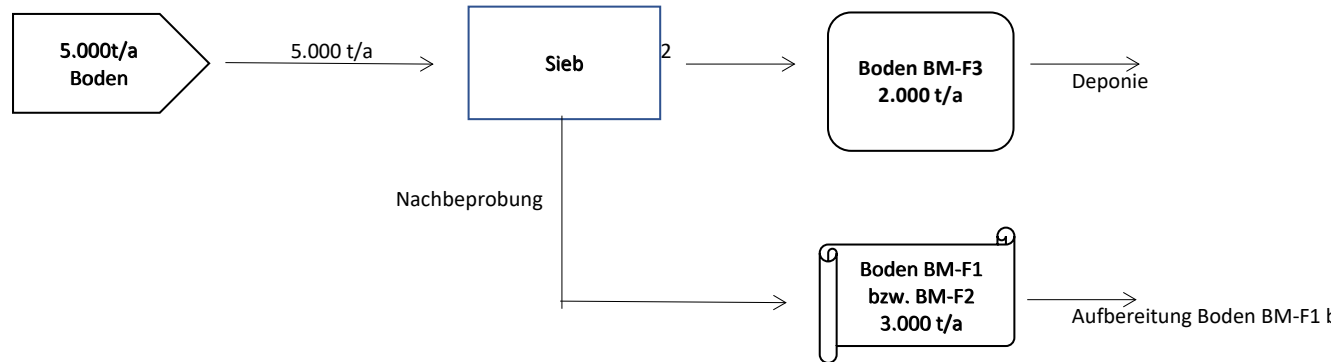 5.000t/a
Boden
5.000 t/a
Sieb
2
Boden BM-F3
2.000 t/a
Deponie
Nachbeprobung
Boden BM-F1
bzw. BM-F2
3.000 t/a
Aufbereitung Boden BM-F1 b